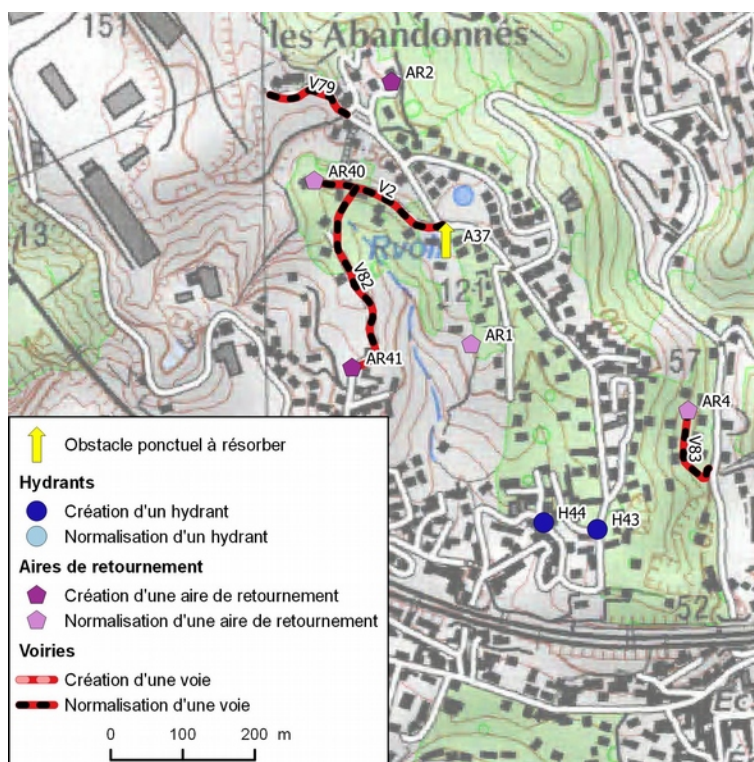 151
les Abandonnés
AR2
V79
AR40
V2
A37
13
Rvoir
121
V82
AR1
AR41
57
AR4
V83
H44
H43
52
Obstacle ponctuel à résorber
Hydrants
Création d'un hydrant
Normalisation d'un hydrant
Aires de retournement
Création d'une aire de retournement
Normalisation d'une aire de retournement
Voiries
Création d'une voie
Normalisation d'une voie
0 100 200 m